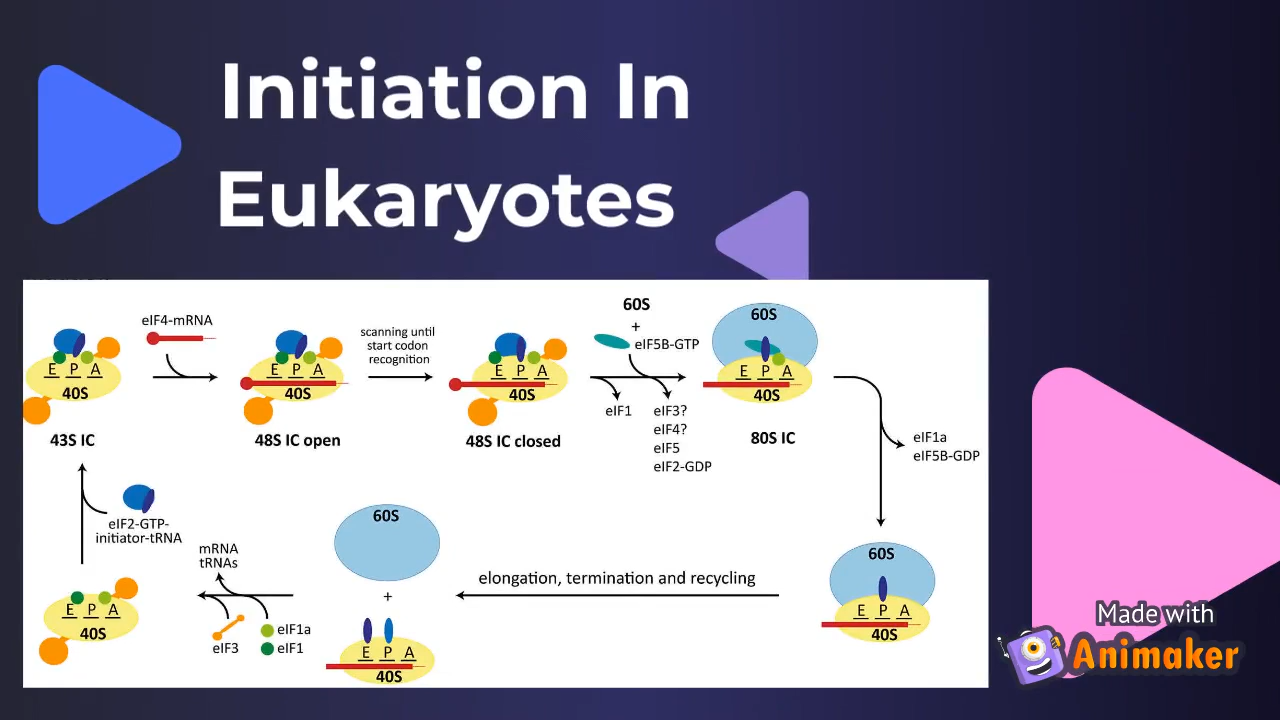 Initiation In
Eukaryotes
eIF4-mRNA
E P A
40S
43S IC
E P A
40S
48S IC open
scanning until
start codon
recognition
E P A
40S
48S IC closed
60S
+
eIF5B-GTP
eIF1
eIF3?
eIF4?
eIF5
eIF2-GDP
60S
E P A
40S
80S IC
eIF1a
eIF5B-GDP
60S
E P A
40S
elongation, termination and recycling
60S
+
E P A
40S
mRNA
tRNAs
eIF3
eIF1a
eIF1
E P A
40S
eIF2-GTP-
initiator-tRNA
Made with
Animaker